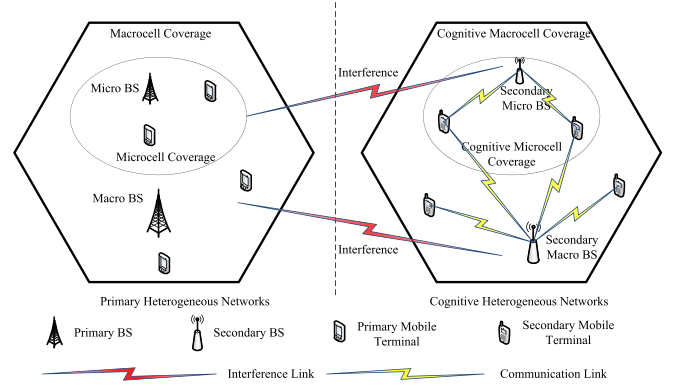 Macrocell Coverage
Micro BS
Microcell Coverage
Macro BS
Primary Heterogeneous Networks
Interference
Interference
Cognitive Macrocell Coverage
Secondary
Micro BS
Cognitive Microcell
Coverage
Secondary
Macro BS
Cognitive Heterogeneous Networks
Primary BS
Secondary BS
Primary Mobile
Terminal
Secondary Mobile
Terminal
Interference Link
Communication Link